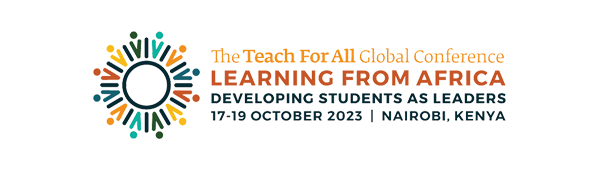 The Teach For All Global Conference
LEARNING FROM AFRICA
DEVELOPING STUDENTS AS LEADERS
17-19 OCTOBER 2023 | NAIROBI, KENYA